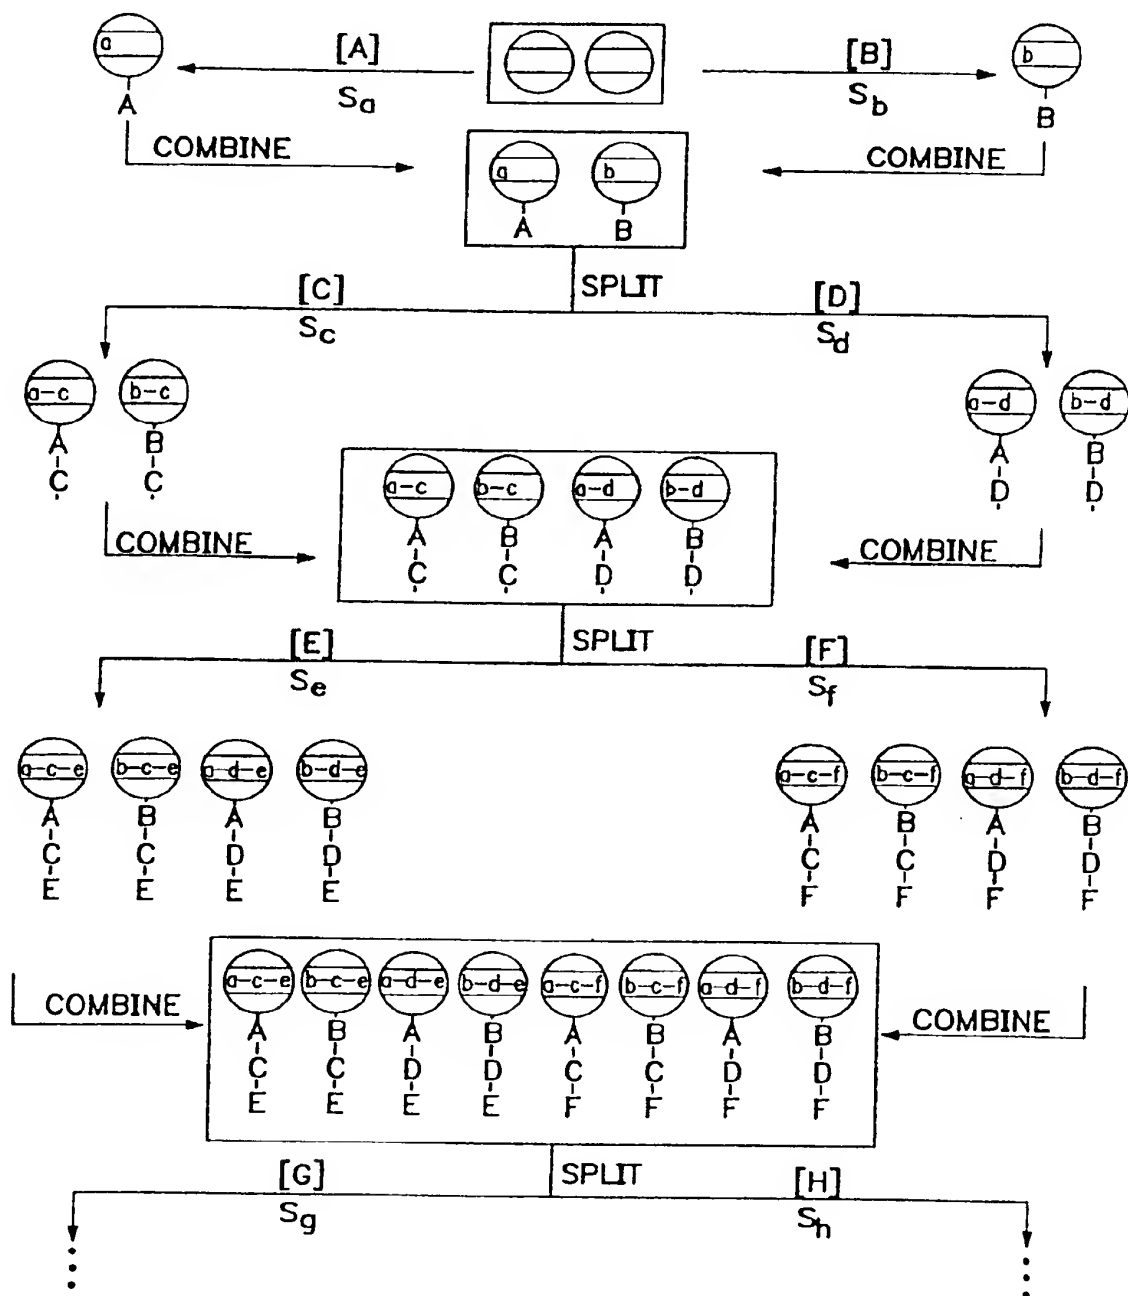 a [A] [B] b
A Sa Sb B
COMBINE a b COMBINE
A B
[C] SPLIT [D]
Sc Sd
a-c b-c a-d b-d
A B A B
C C D D
a-c b-c a-d b-d
COMBINE A B A B COMBINE
C C D D
[E] SPLIT [F]
Se Sf
a-c-e b-c-e a-d-e b-d-e a-c-f b-c-f a-d-f b-d-f
A B A B A B A B
C C D D C C D D
E E E E F F F F
a-c-e b-c-e a-d-e b-d-e a-c-f b-c-f a-d-f b-d-f
COMBINE A B A B A B A B COMBINE
C C D D C C D D
E E E E F F F F
[G] SPLIT [H]
Sg Sh